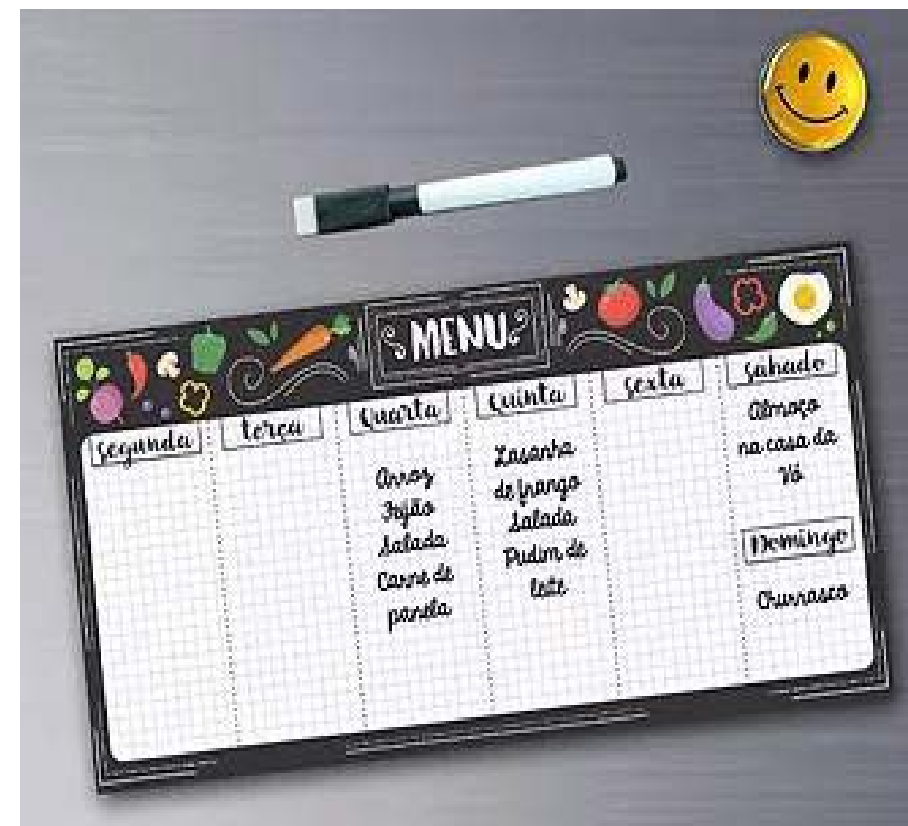 MENU
segunda
terça
quarta
Arroz
Feijão
Salada
Carne de
panela
quinta
Lasanha
de frango
Salada
Pudim de
leite
sexta
sábado
Almoço
na casa da
Vó
Domingo
Churrasco